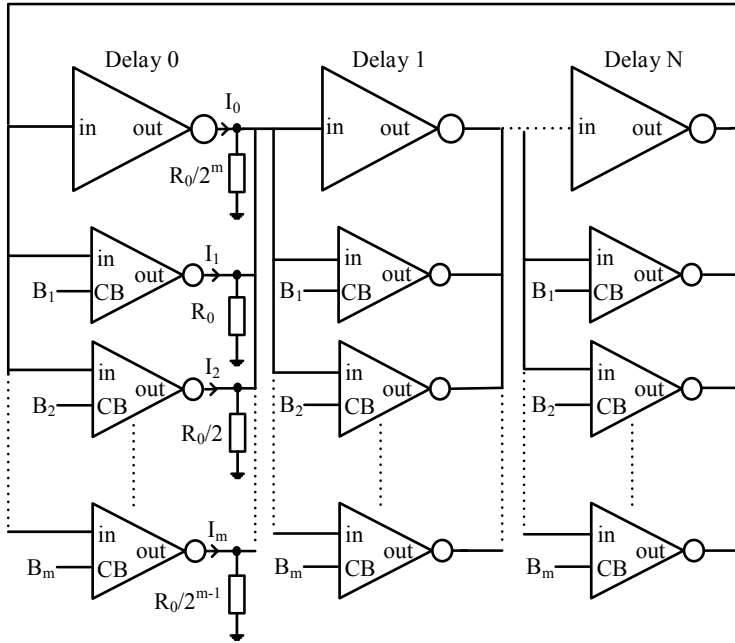 Delay 0
Delay 1
Delay N
I0
in
out
in
out
in
out
R0/2^m
in
out
CB
B1
I1
R0
in
out
CB
B1
in
out
CB
B1
in
out
CB
B2
I2
R0/2
in
out
CB
B2
in
out
CB
B2
in
out
CB
Bm
Im
R0/2^m-1
in
out
CB
Bm
in
out
CB
Bm